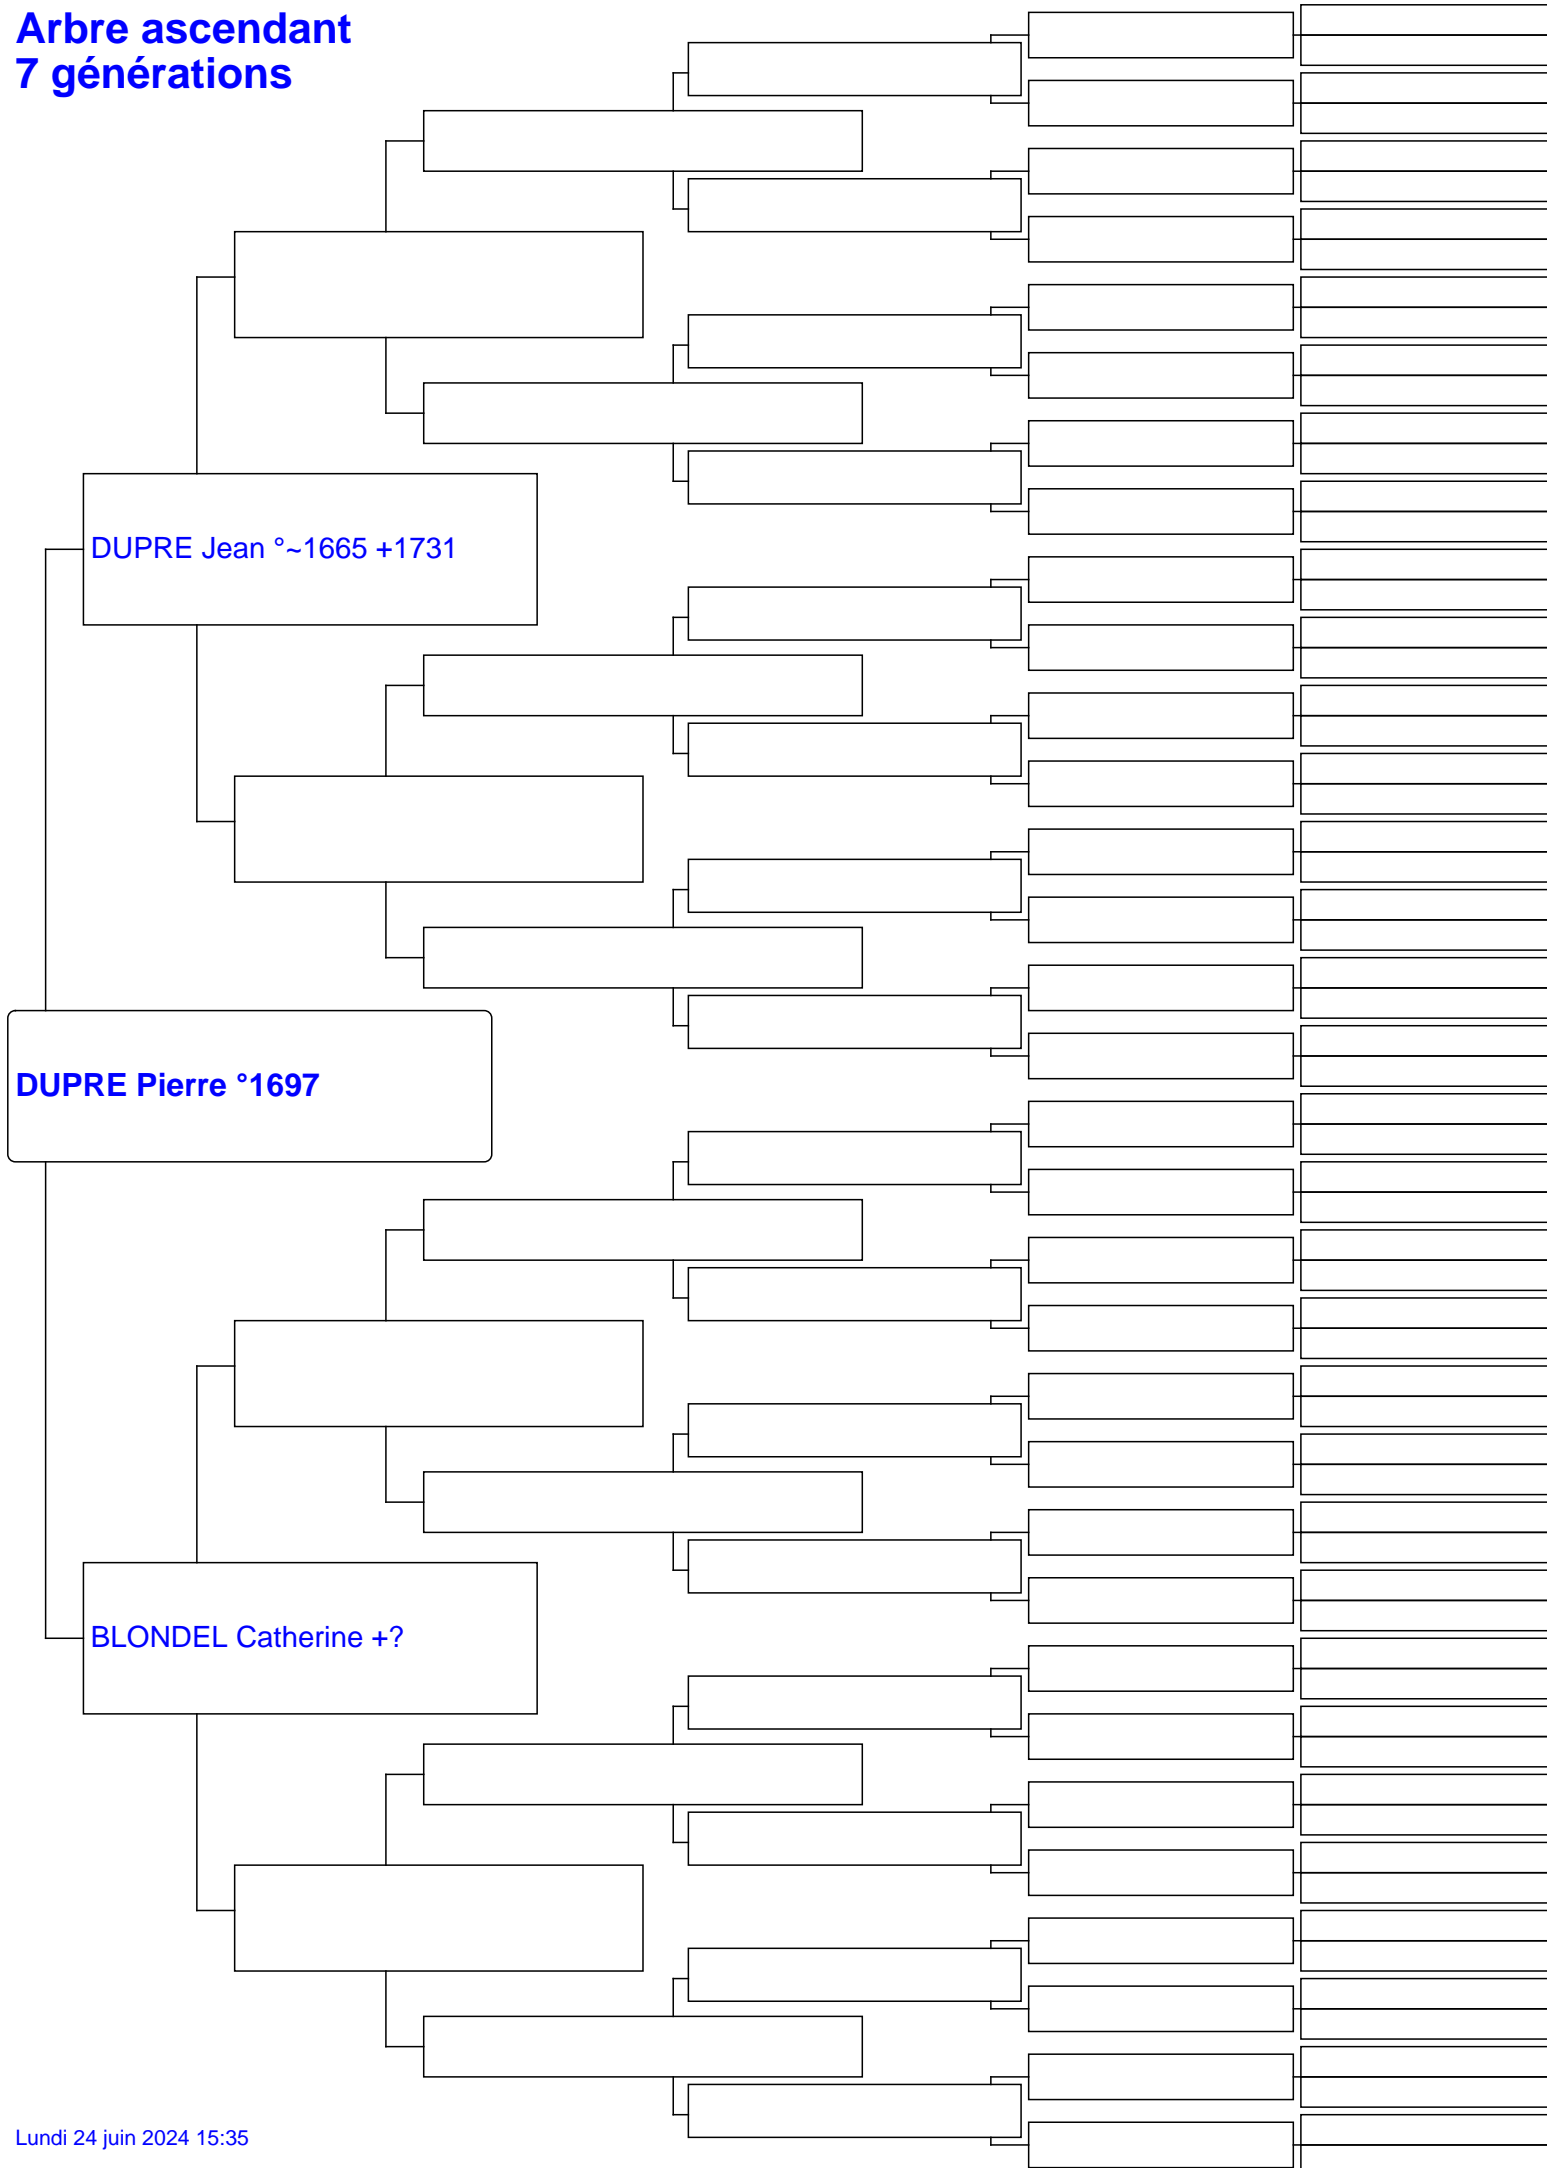 Arbre ascendant
7 générations
DUPRE Jean °~1665 +1731
DUPRE Pierre °1697
BLONDEL Catherine +?
Lundi 24 juin 2024 15:35